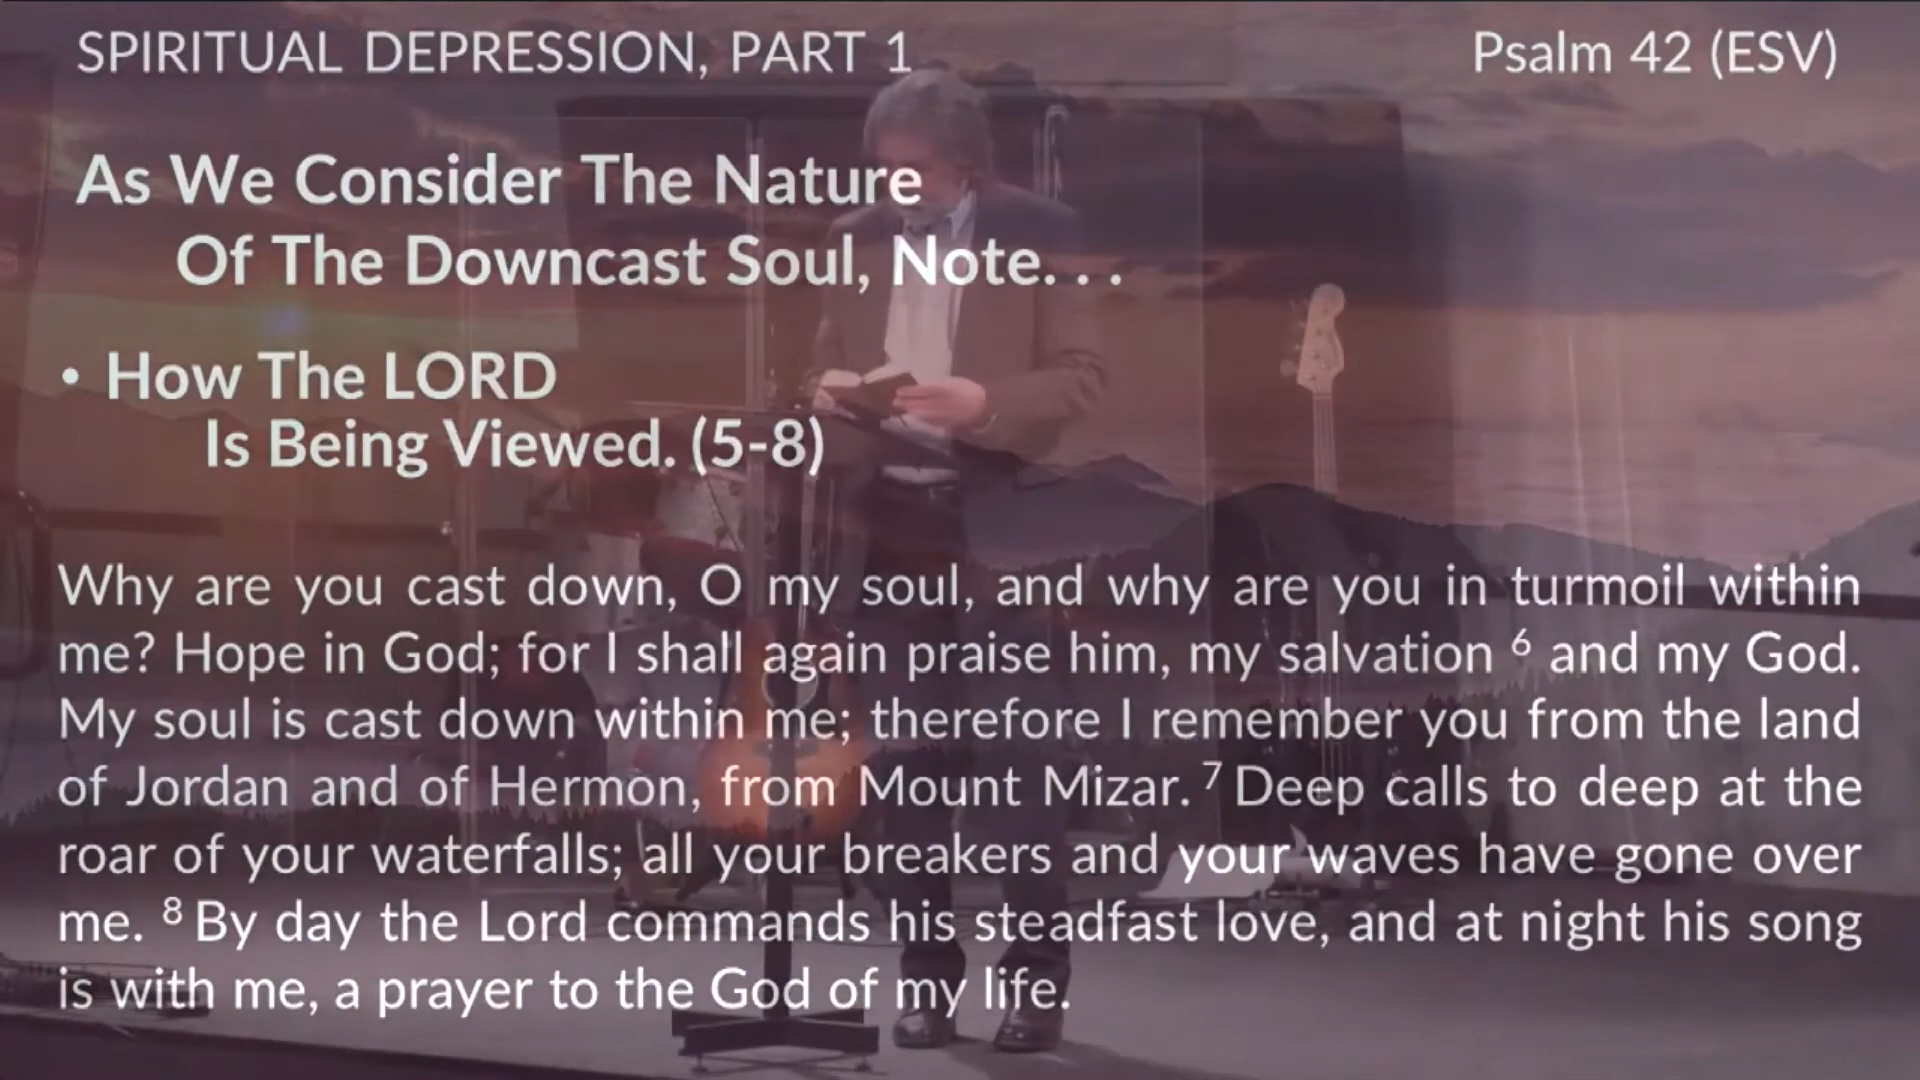 SPIRITUAL DEPRESSION, PART 1 Psalm 42 (ESV)
As We Consider The Nature
Of The Downcast Soul, Note. . .
• How The LORD
Is Being Viewed. (5-8)
Why are you cast down, O my soul, and why are you in turmoil within
me? Hope in God; for I shall again praise him, my salvation ⁶ and my God.
My soul is cast down within me; therefore I remember you from the land
of Jordan and of Hermon, from Mount Mizar. ⁷ Deep calls to deep at the
roar of your waterfalls; all your breakers and your waves have gone over
me. ⁸ By day the Lord commands his steadfast love, and at night his song
is with me, a prayer to the God of my life.